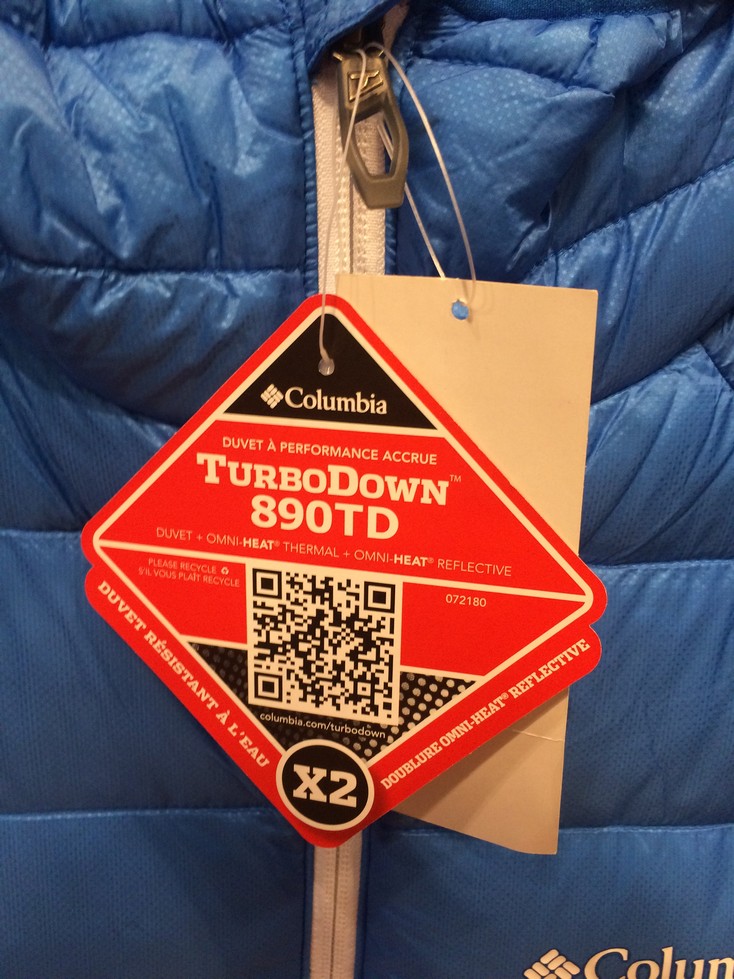 Columbia
DUVET À PERFORMANCE ACCRUE
TURBODOWN™
890TD
DUVET + OMNI-HEAT® THERMAL + OMNI-HEAT® REFLECTIVE
PLEASE RECYCLE
S'IL VOUS PLAÎT RECYCLE
072180
columbia.com/turbodown
DUVET RÉSISTANT À L'EAU
DOUBLURE OMNI-HEAT® REFLECTIVE
X2
Colum